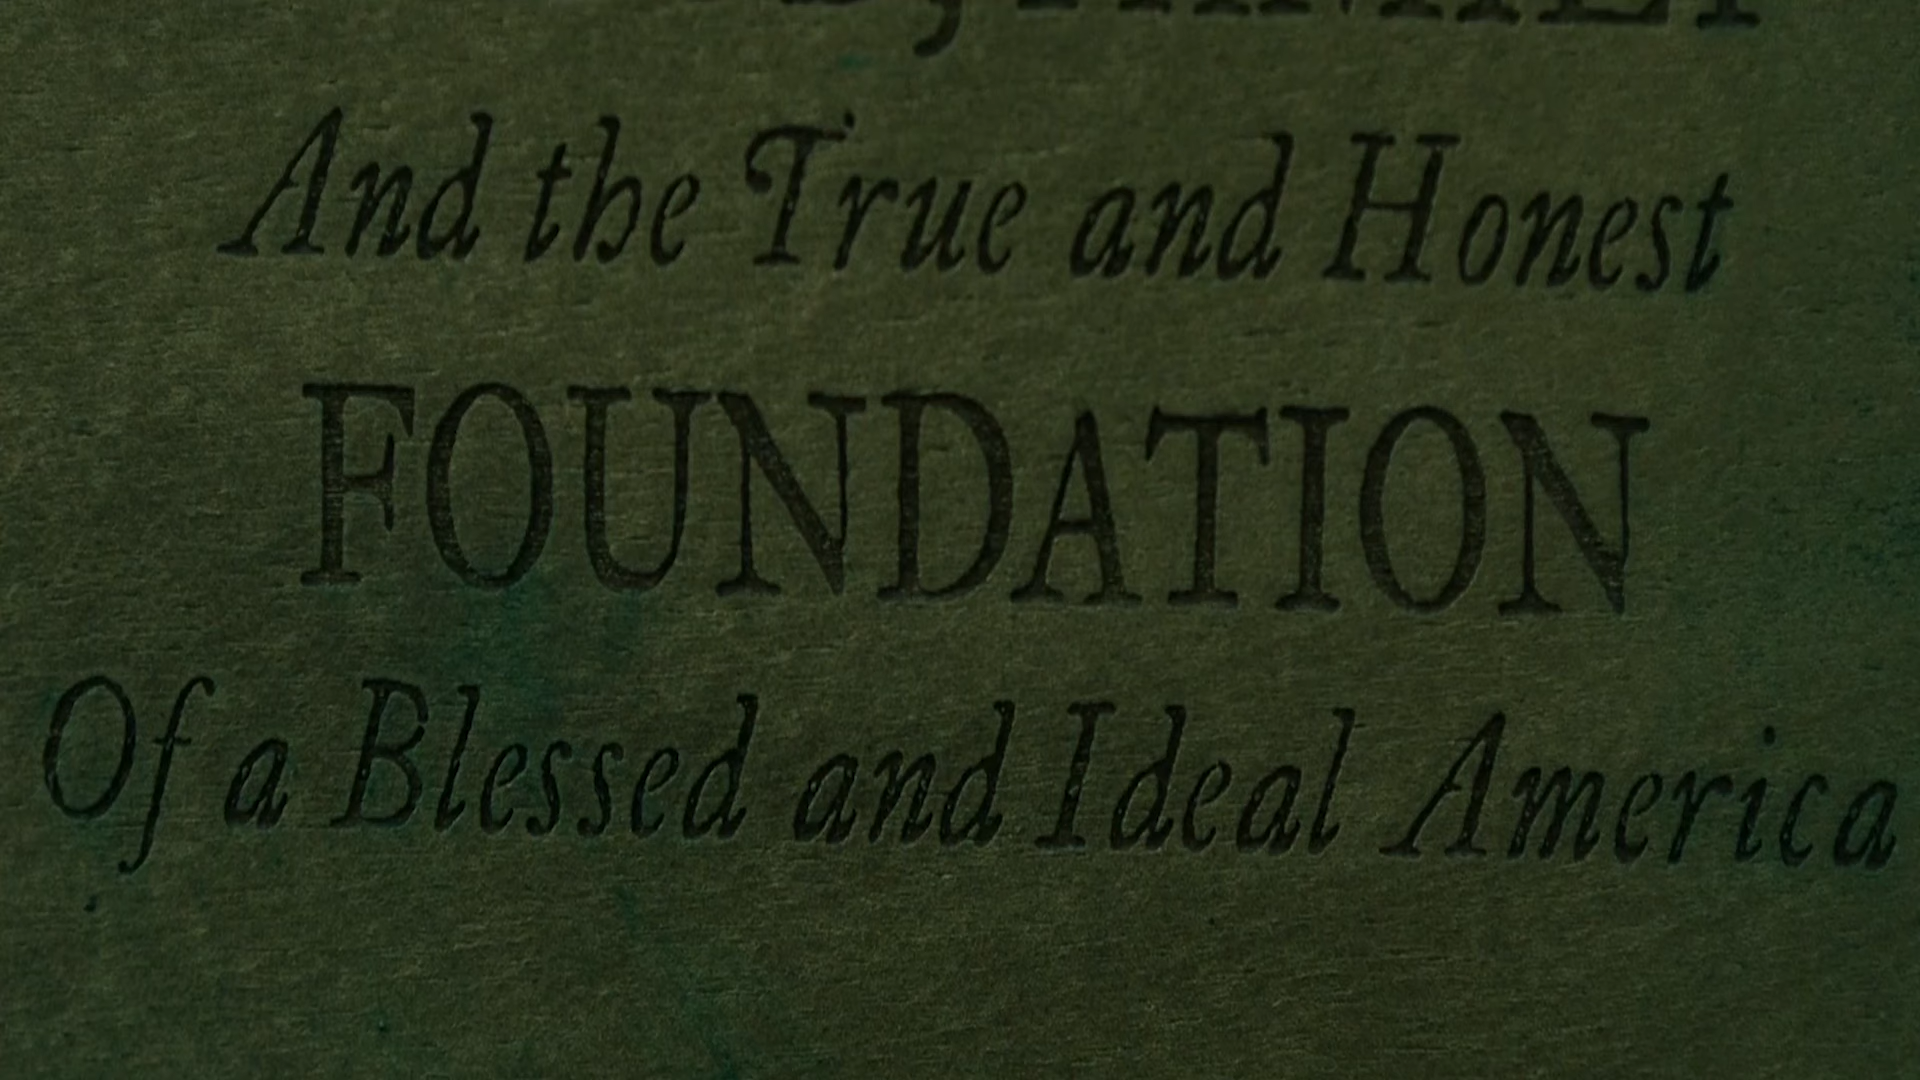 And the True and Honest
FOUNDATION
Of a Blessed and Ideal America